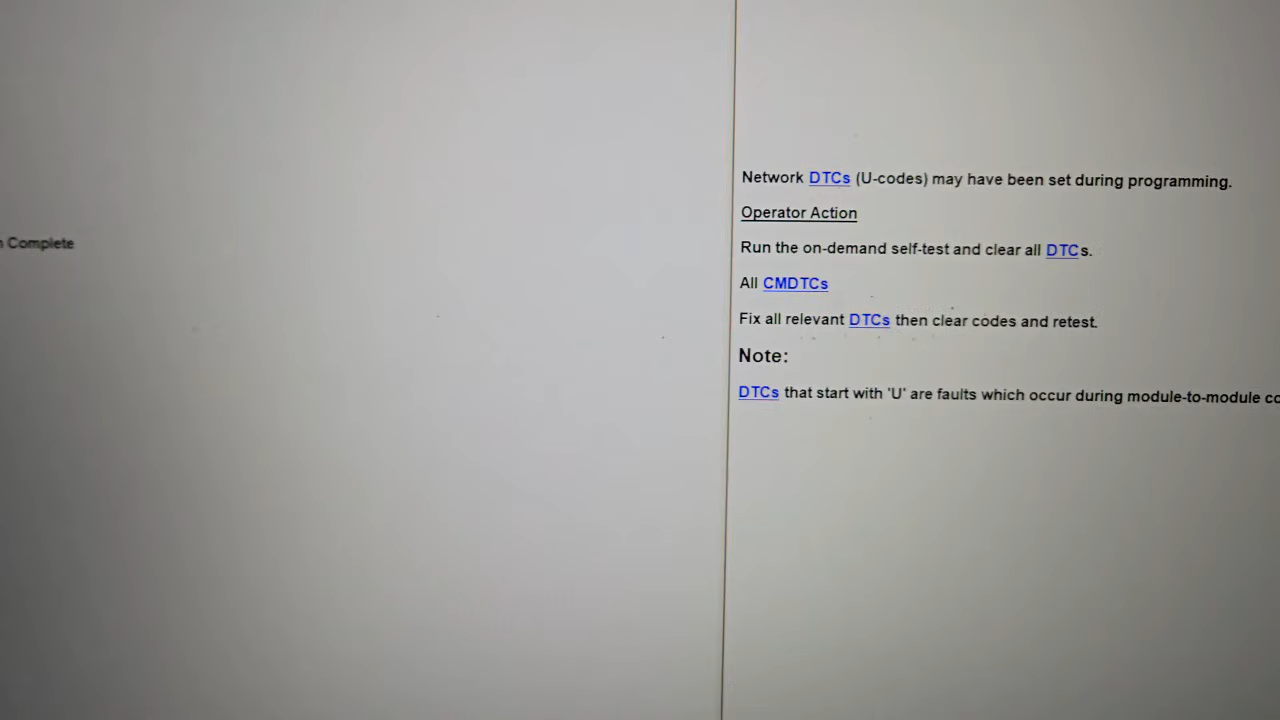 Complete
Network DTCs (U-codes) may have been set during programming.
Operator Action
Run the on-demand self-test and clear all DTCs.
All CMDTCs
Fix all relevant DTCs then clear codes and retest.
Note:
DTCs that start with 'U' are faults which occur during module-to-module